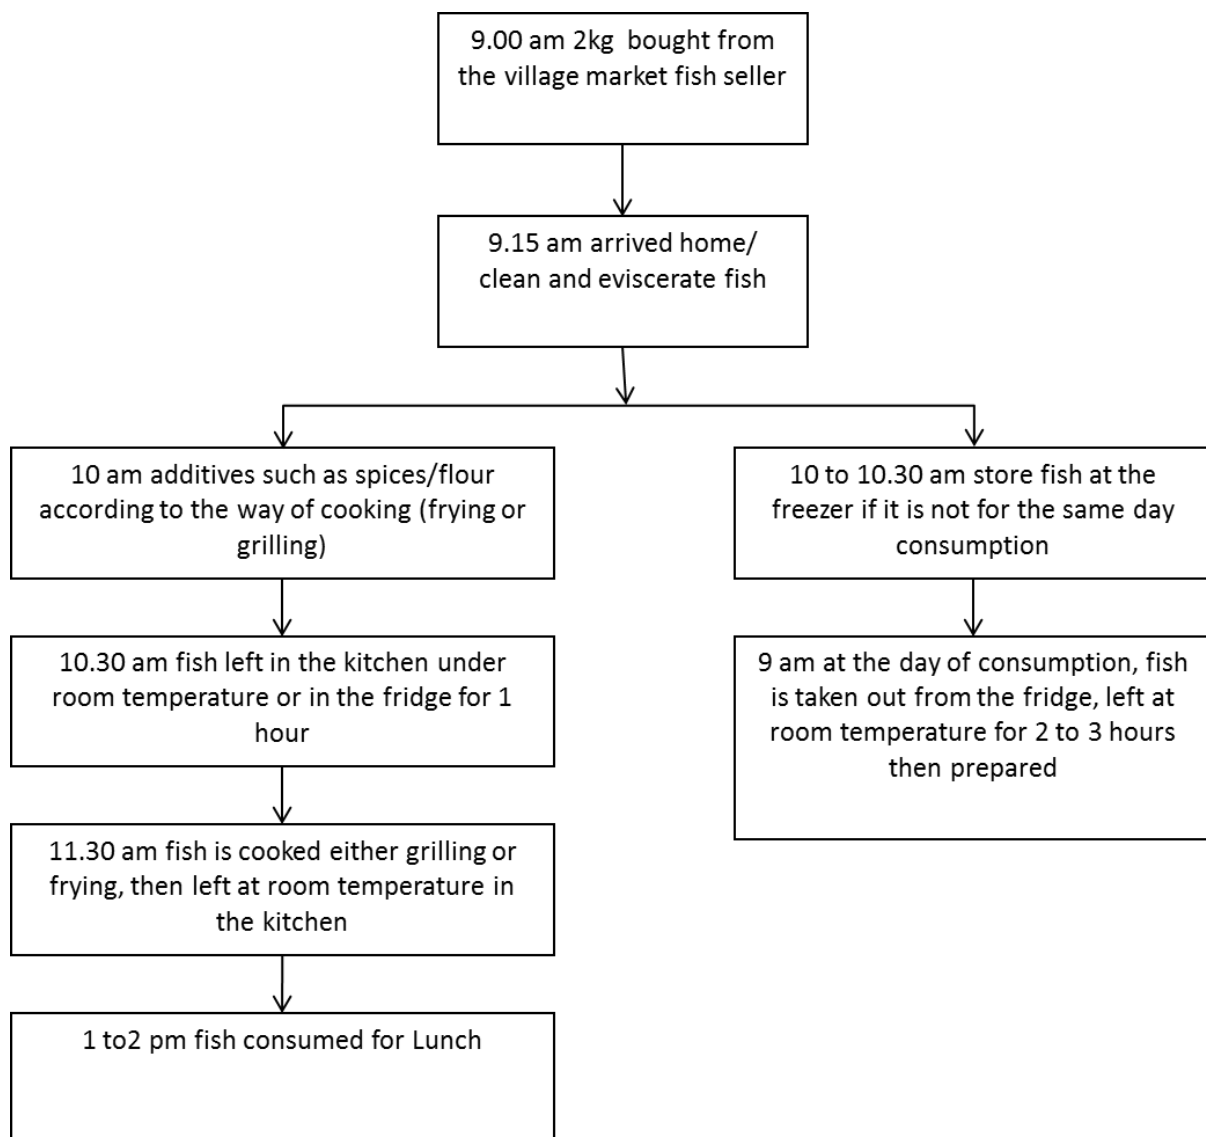 9.00 am 2kg  bought from
the village market fish seller
9.15 am arrived home/
clean and eviscerate fish
10 am additives such as spices/flour
according to the way of cooking (frying or
grilling)
10.30 am fish left in the kitchen under
room temperature or in the fridge for 1
hour
11.30 am fish is cooked either grilling or
frying, then left at room temperature in
the kitchen
1 to2 pm fish consumed for Lunch
10 to 10.30 am store fish at the
freezer if it is not for the same day
consumption
9 am at the day of consumption, fish
is taken out from the fridge, left at
room temperature for 2 to 3 hours
then prepared